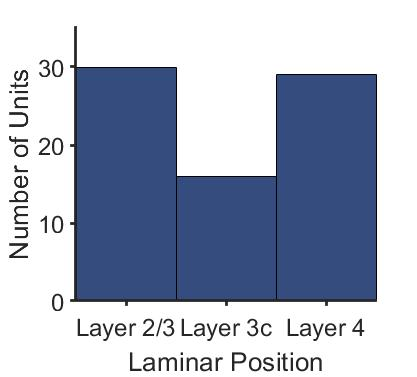 Number of Units
30
20
10
0
Layer 2/3 Layer 3c Layer 4
Laminar Position